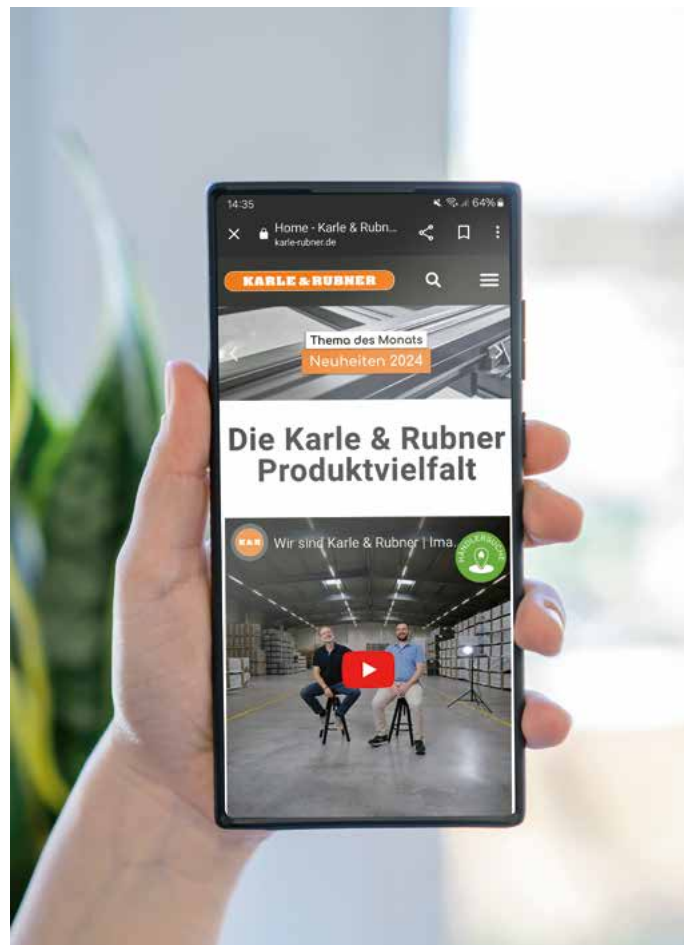 14:35
64%
Home - Karle & Rubn...
karle-rubner.de
KARLE & RUBNER
Thema des Monats
Neuheiten 2024
Die Karle & Rubner
Produktvielfalt
K&R
Wir sind Karle & Rubner | Ima...
HÄNDLERSUCHE